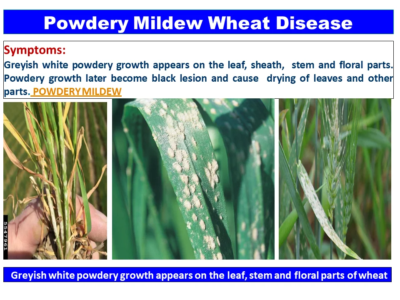 Powdery Mildew Wheat Disease
Symptoms:
Greyish white powdery growth appears on the leaf, sheath, stem and floral parts.
Powdery growth later become black lesion and cause drying of leaves and other
parts. POWDERY MILDEW
Greyish white powdery growth appears on the leaf, stem and floral parts of wheat